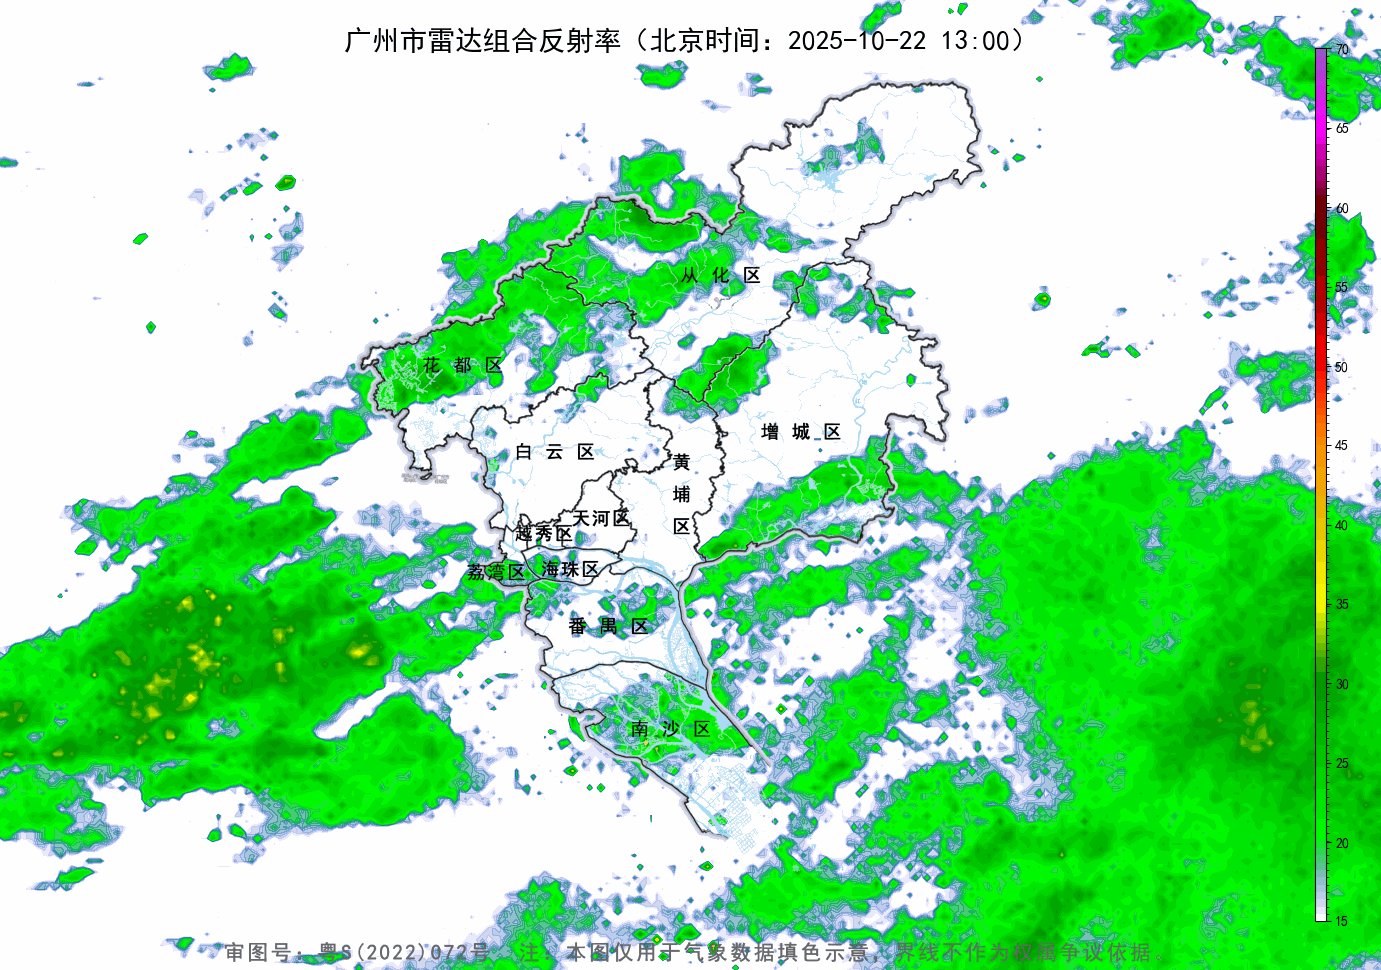 广州市雷达组合反射率（北京时间：2025-10-22 13:00）
70
65
60
55
50
45
40
35
30
25
20
15
从化区
花都区
增城区
白云区
黄埔区
天河区
越秀区
荔湾区
海珠区
番禺区
南沙区
审图号：粤S(2022)072号 注：本图仅用于气象数据填色示意，界线不作为权属争议依据。